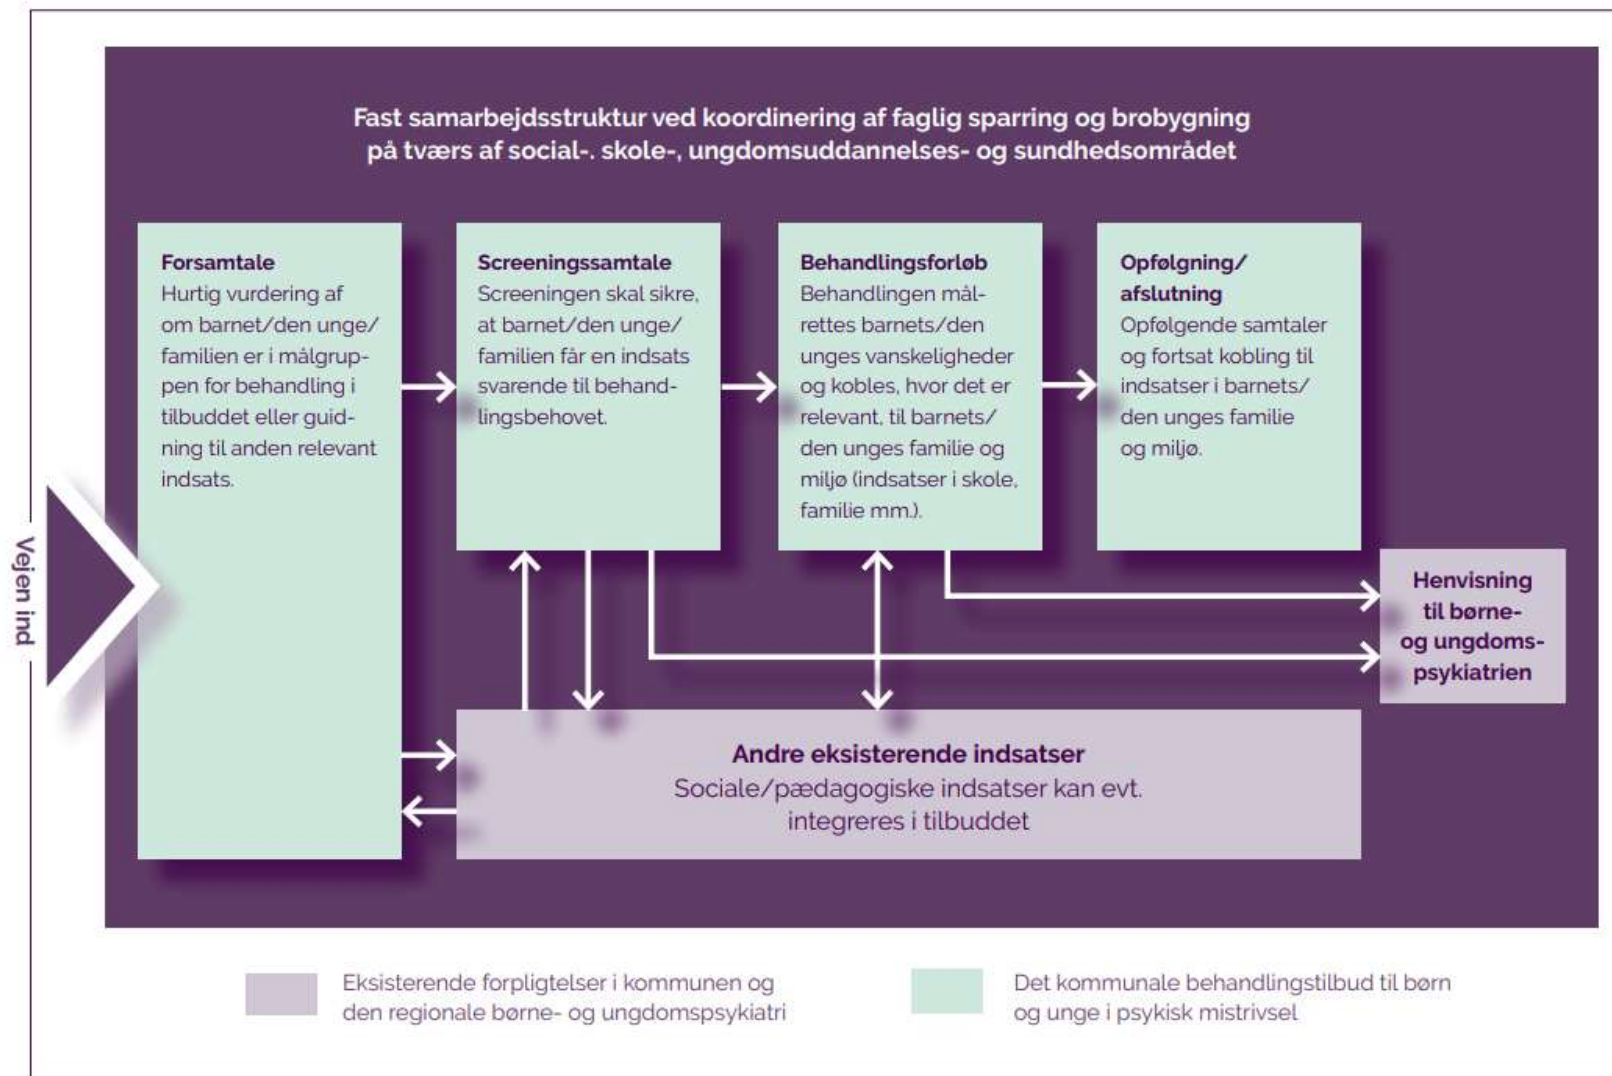 Fast samarbejdsstruktur ved koordinering af faglig sparring og brobygning
på tværs af social-. skole-, ungdomsuddannelses- og sundhedsområdet
Vejen ind
Forsamtale
Hurtig vurdering af
om barnet/den unge/
familien er i målgrup-
pen for behandling i
tilbuddet eller guid-
ning til anden relevant
indsats.
Screeningssamtale
Screeningen skal sikre,
at barnet/den unge/
familien får en indsats
svarende til behand-
lingsbehovet.
Behandlingsforløb
Behandlingen mål-
rettes barnets/den
unges vanskeligheder
og kobles, hvor det er
relevant, til barnets/
den unges familie og
miljø (indsatser i skole,
familie mm.).
Opfølgning/
afslutning
Opfølgende samtaler
og fortsat kobling til
indsatser i barnets/
den unges familie
og miljø.
Henvisning
til børne-
og ungdoms-
psykiatrien
Andre eksisterende indsatser
Sociale/pædagogiske indsatser kan evt.
integreres i tilbuddet
Eksisterende forpligtelser i kommunen og
den regionale børne- og ungdomspsykiatri
Det kommunale behandlingstilbud til børn
og unge i psykisk mistrivsel